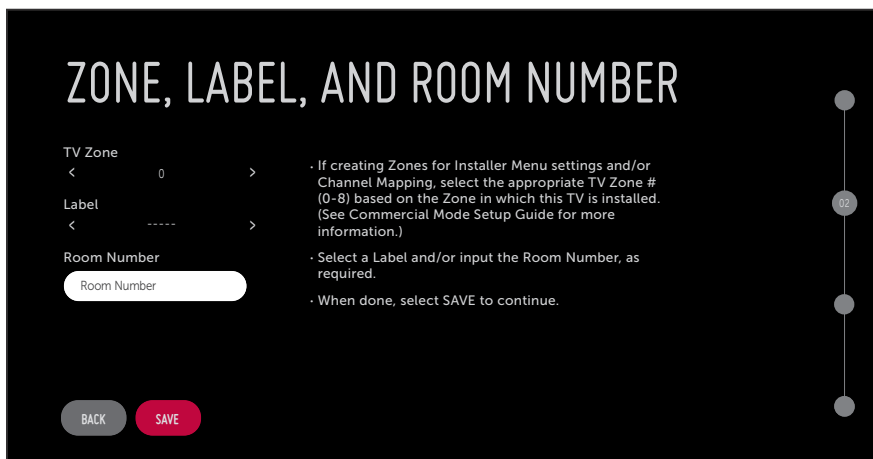 ZONE, LABEL, AND ROOM NUMBER
TV Zone
< 0 >
Label
< ----- >
Room Number
Room Number
· If creating Zones for Installer Menu settings and/or
Channel Mapping, select the appropriate TV Zone #
(0-8) based on the Zone in which this TV is installed.
(See Commercial Mode Setup Guide for more
information.)
· Select a Label and/or input the Room Number, as
required.
· When done, select SAVE to continue.
02
BACK SAVE